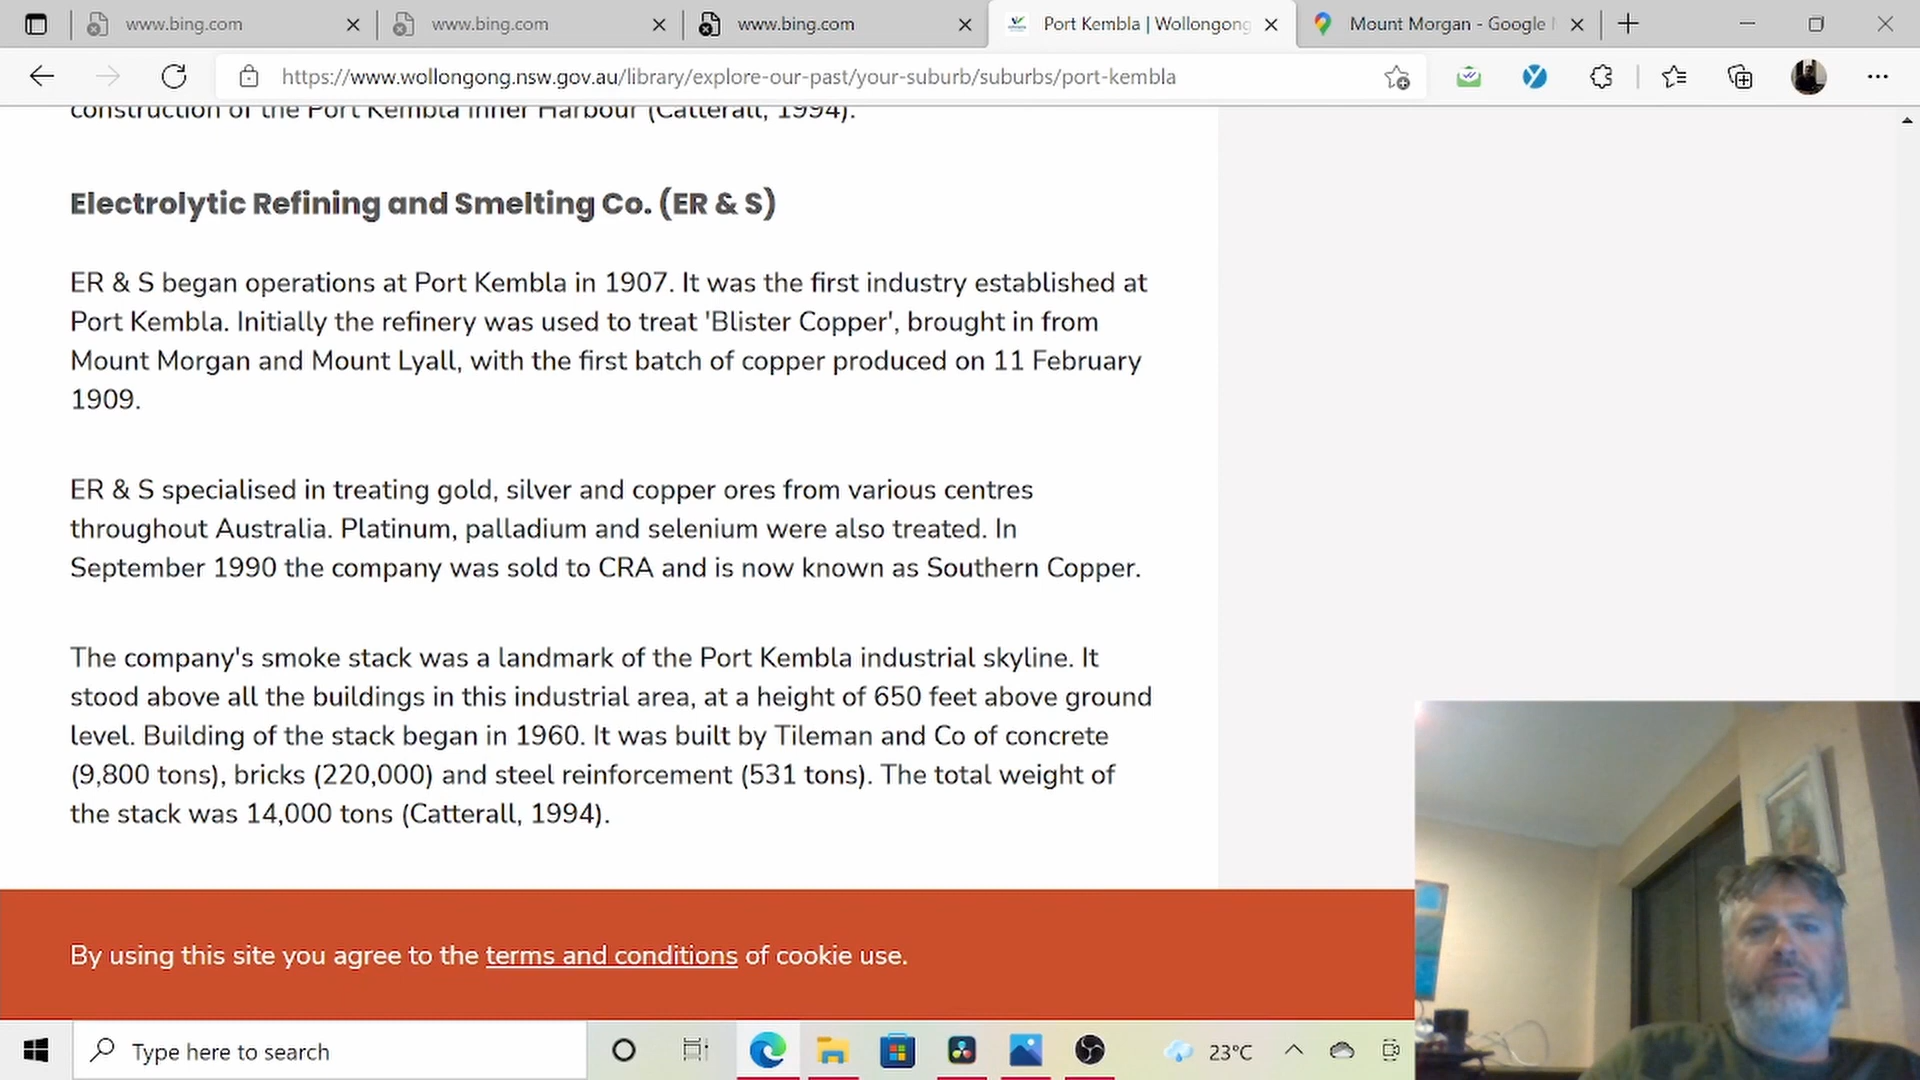 www.bing.com
www.bing.com
www.bing.com
Port Kembla | Wollongong
Mount Morgan - Google
https://www.wollongong.nsw.gov.au/library/explore-our-past/your-suburb/suburbs/port-kembla
construction of the Port Kembla Inner Harbour (Catterall, 1994).
Electrolytic Refining and Smelting Co. (ER & S)
ER & S began operations at Port Kembla in 1907. It was the first industry established at
Port Kembla. Initially the refinery was used to treat 'Blister Copper', brought in from
Mount Morgan and Mount Lyall, with the first batch of copper produced on 11 February
1909.
ER & S specialised in treating gold, silver and copper ores from various centres
throughout Australia. Platinum, palladium and selenium were also treated. In
September 1990 the company was sold to CRA and is now known as Southern Copper.
The company's smoke stack was a landmark of the Port Kembla industrial skyline. It
stood above all the buildings in this industrial area, at a height of 650 feet above ground
level. Building of the stack began in 1960. It was built by Tileman and Co of concrete
(9,800 tons), bricks (220,000) and steel reinforcement (531 tons). The total weight of
the stack was 14,000 tons (Catterall, 1994).
By using this site you agree to the terms and conditions of cookie use.
Type here to search
23°C